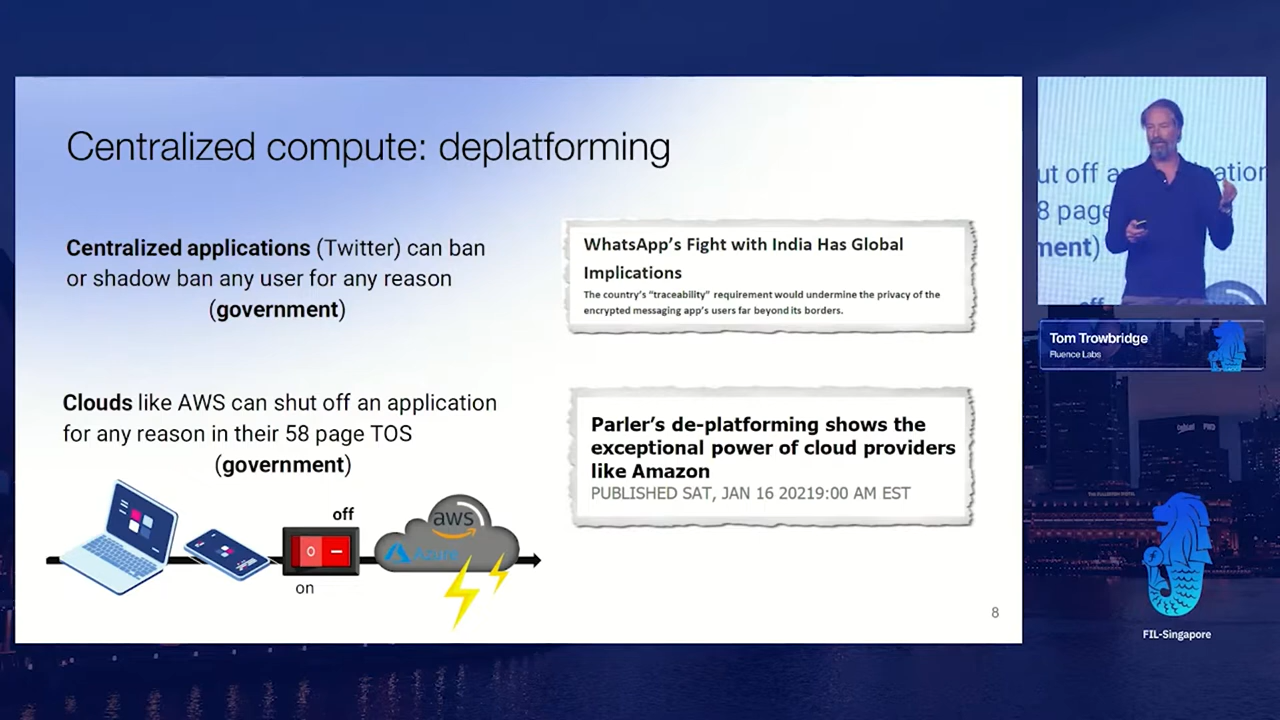 Centralized compute: deplatforming
Centralized applications (Twitter) can ban
or shadow ban any user for any reason
(government)
Clouds like AWS can shut off an application
for any reason in their 58 page TOS
(government)
off
on
aws
Azure
WhatsApp's Fight with India Has Global
Implications
The country's "traceability" requirement would undermine the privacy of the
encrypted messaging app's users far beyond its borders.
Parler's de-platforming shows the
exceptional power of cloud providers
like Amazon
PUBLISHED SAT, JAN 16 20219:00 AM EST
8
ut off a ation
8 page
ment)
off
Tom Trowbridge
Fluence Labs
THE FULLERTON HOTEL
FIL-Singapore